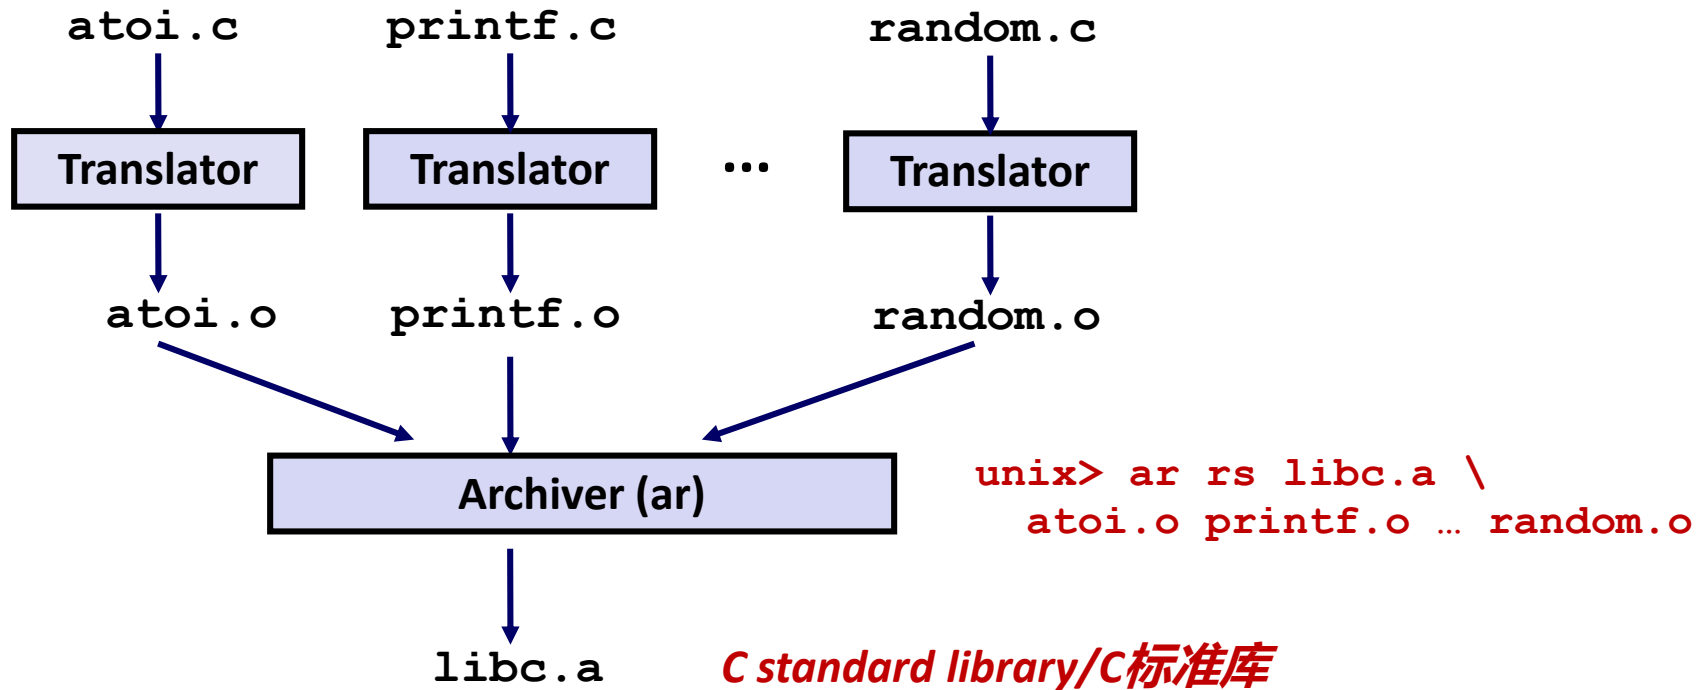 atoi.c printf.c random.c
Translator Translator ... Translator
atoi.o printf.o random.o
Archiver (ar)
unix> ar rs libc.a \
atoi.o printf.o … random.o
libc.a C standard library/C标准库